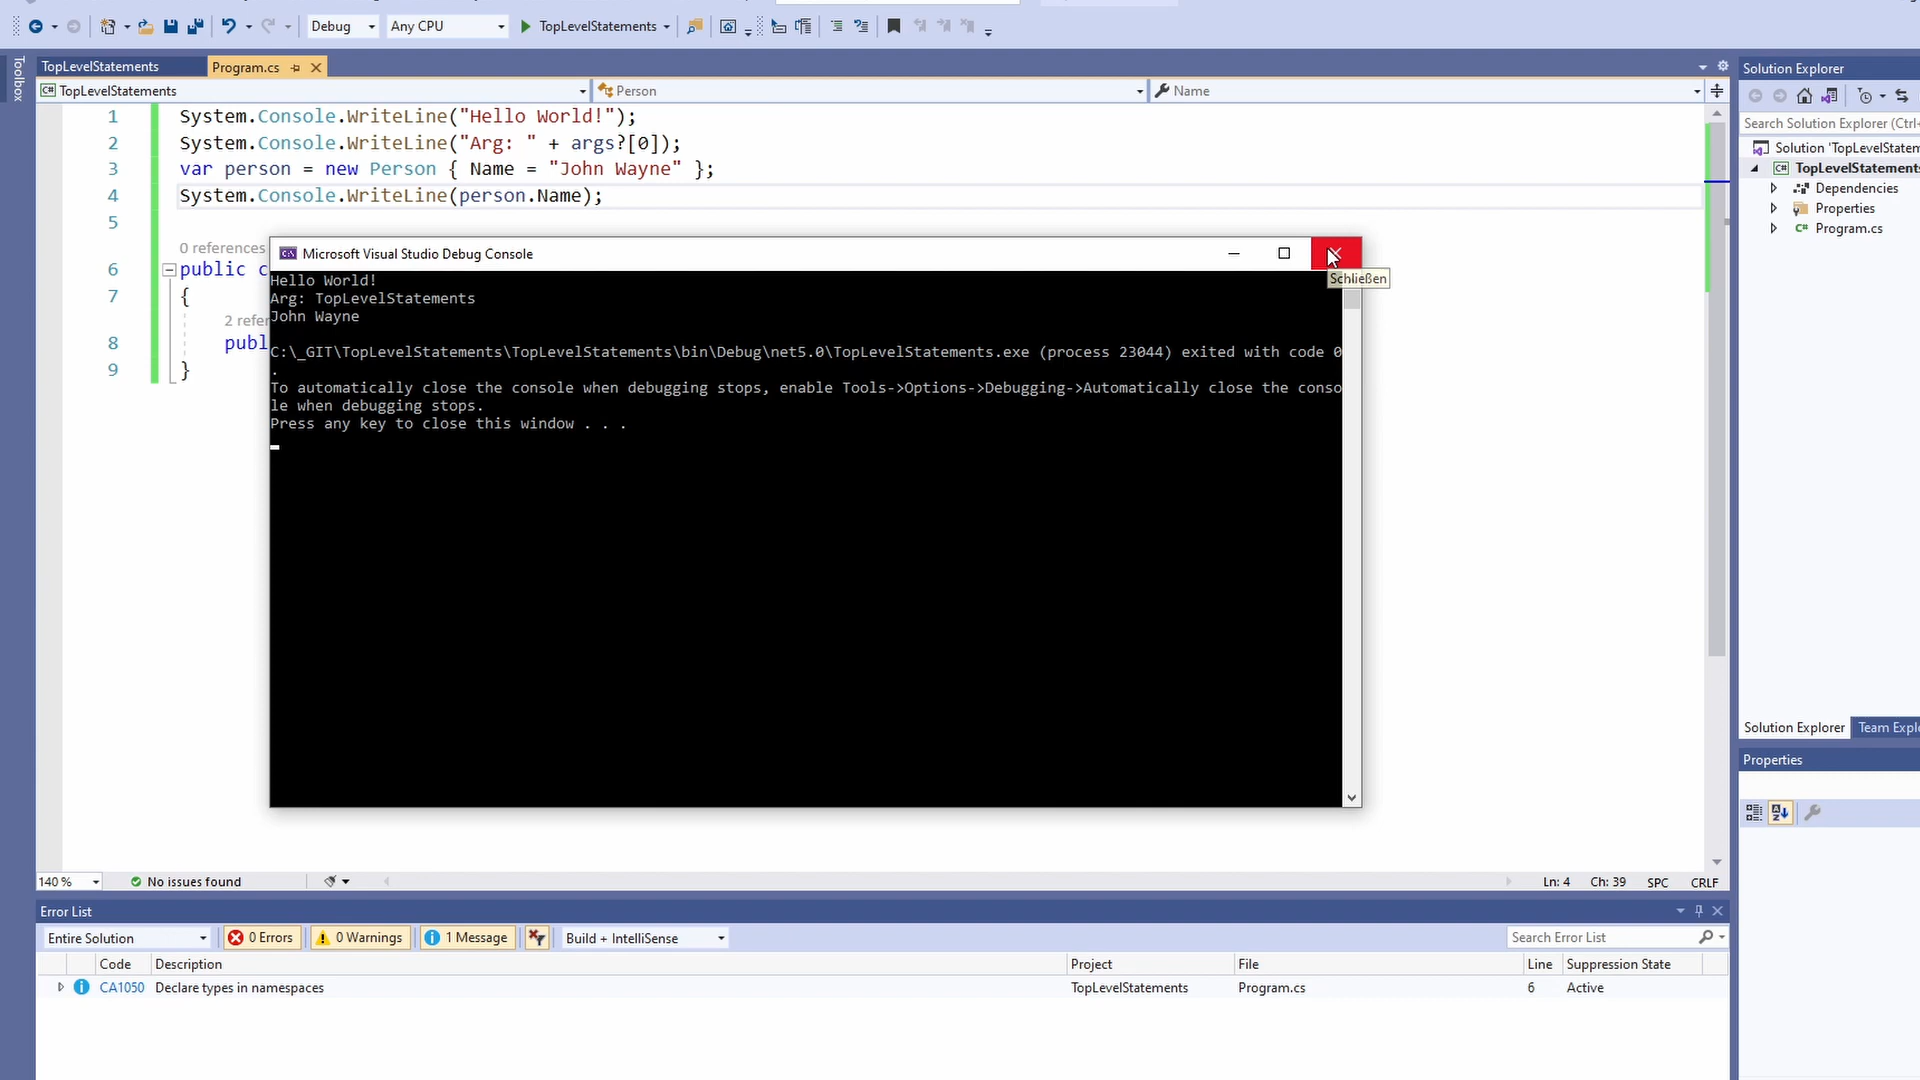 Debug
Any CPU
TopLevelStatements
Toolbox
TopLevelStatements
Program.cs
Solution Explorer
TopLevelStatements
Person
Name
1 System.Console.WriteLine("Hello World!");
2 System.Console.WriteLine("Arg: " + args?[0]);
3 var person = new Person { Name = "John Wayne" };
4 System.Console.WriteLine(person.Name);
5
0 references
6 public c
7 {
2 refer
8 publ
9 }
Microsoft Visual Studio Debug Console
Schließen
Hello World!
Arg: TopLevelStatements
John Wayne
C:\_GIT\TopLevelStatements\TopLevelStatements\bin\Debug\net5.0\TopLevelStatements.exe (process 23044) exited with code 0
.
To automatically close the console when debugging stops, enable Tools->Options->Debugging->Automatically close the conso
le when debugging stops.
Press any key to close this window . . .
Search Solution Explorer (Ctrl+
Solution 'TopLevelStatem
TopLevelStatements
Dependencies
Properties
C# Program.cs
Solution Explorer
Team Explo
Properties
140 %
No issues found
Ln: 4
Ch: 39
SPC
CRLF
Error List
Entire Solution
0 Errors
0 Warnings
1 Message
Build + IntelliSense
Search Error List
Code Description Project File Line Suppression State
CA1050 Declare types in namespaces TopLevelStatements Program.cs 6 Active